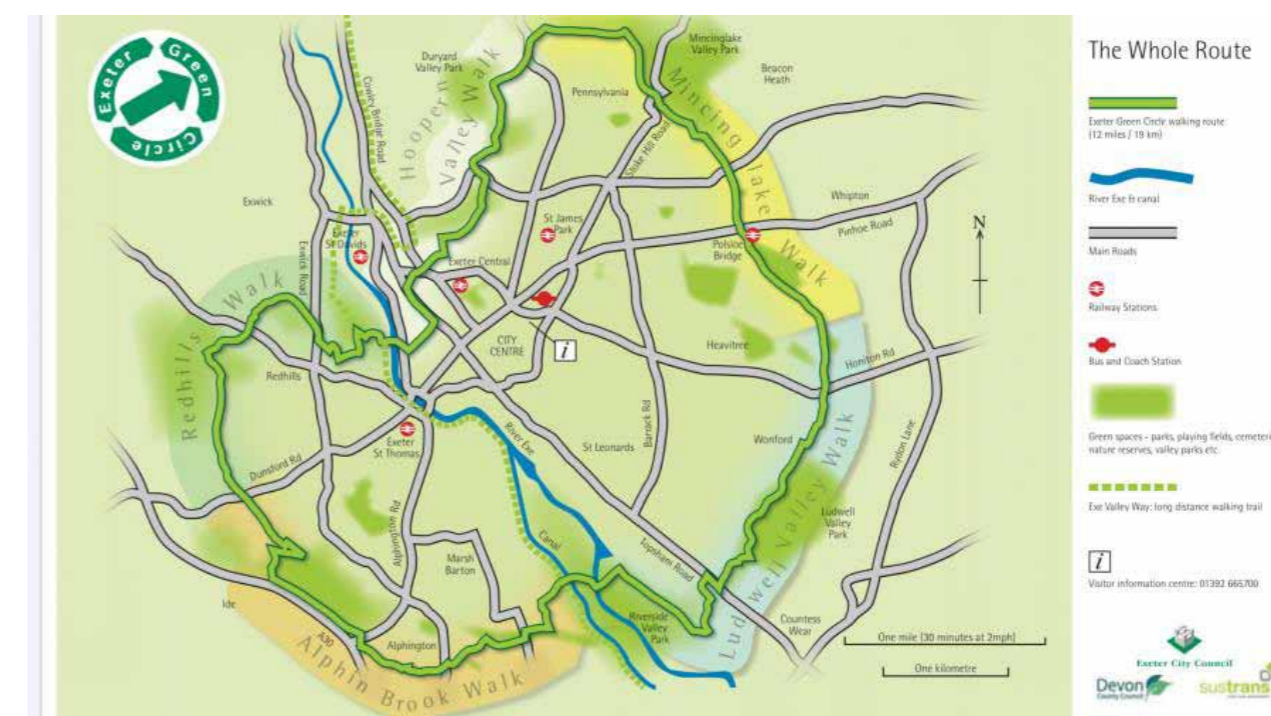 Exeter Green Circle
Duryard
Valley Park
Mincinglake
Valley Park
Beacon
Heath
Pennsylvania
Cowley Bridge Road
Hoopern
Valley Walk
Mincing lake Walk
Stoke Hill Road
Exwick
Whipton
Pinhoe Road
N
St James
Park
Exeter
St Davids
Exwick Road
Exeter Central
Polsloe
Bridge
Redhills Walk
CITY
CENTRE
i
Heavitree
Honiton Rd
Redhills
Barrack Rd
River Exe
St Leonards
Wonford
Rydon Lane
Exeter
St Thomas
Dunsford Rd
Alphington Rd
Ludwell
Valley
Park
Ludwell Valley Walk
Canal
Topsham Road
Marsh
Barton
Ide
A30
Alphington
Riverside
Valley
Park
Countess
Wear
Alphin Brook Walk
One mile (30 minutes at 2mph)
One kilometre
The Whole Route
Exeter Green Circle walking route
(12 miles / 19 km)
River Exe & canal
Main Roads
Railway Stations
Bus and Coach Station
Green spaces - parks, playing fields, cemeteri
nature reserves, valley parks etc
Exe Valley Way: long distance walking trail
i
Visitor information centre: 01392 665700
Exeter City Council
Devon
County Council
sustrans